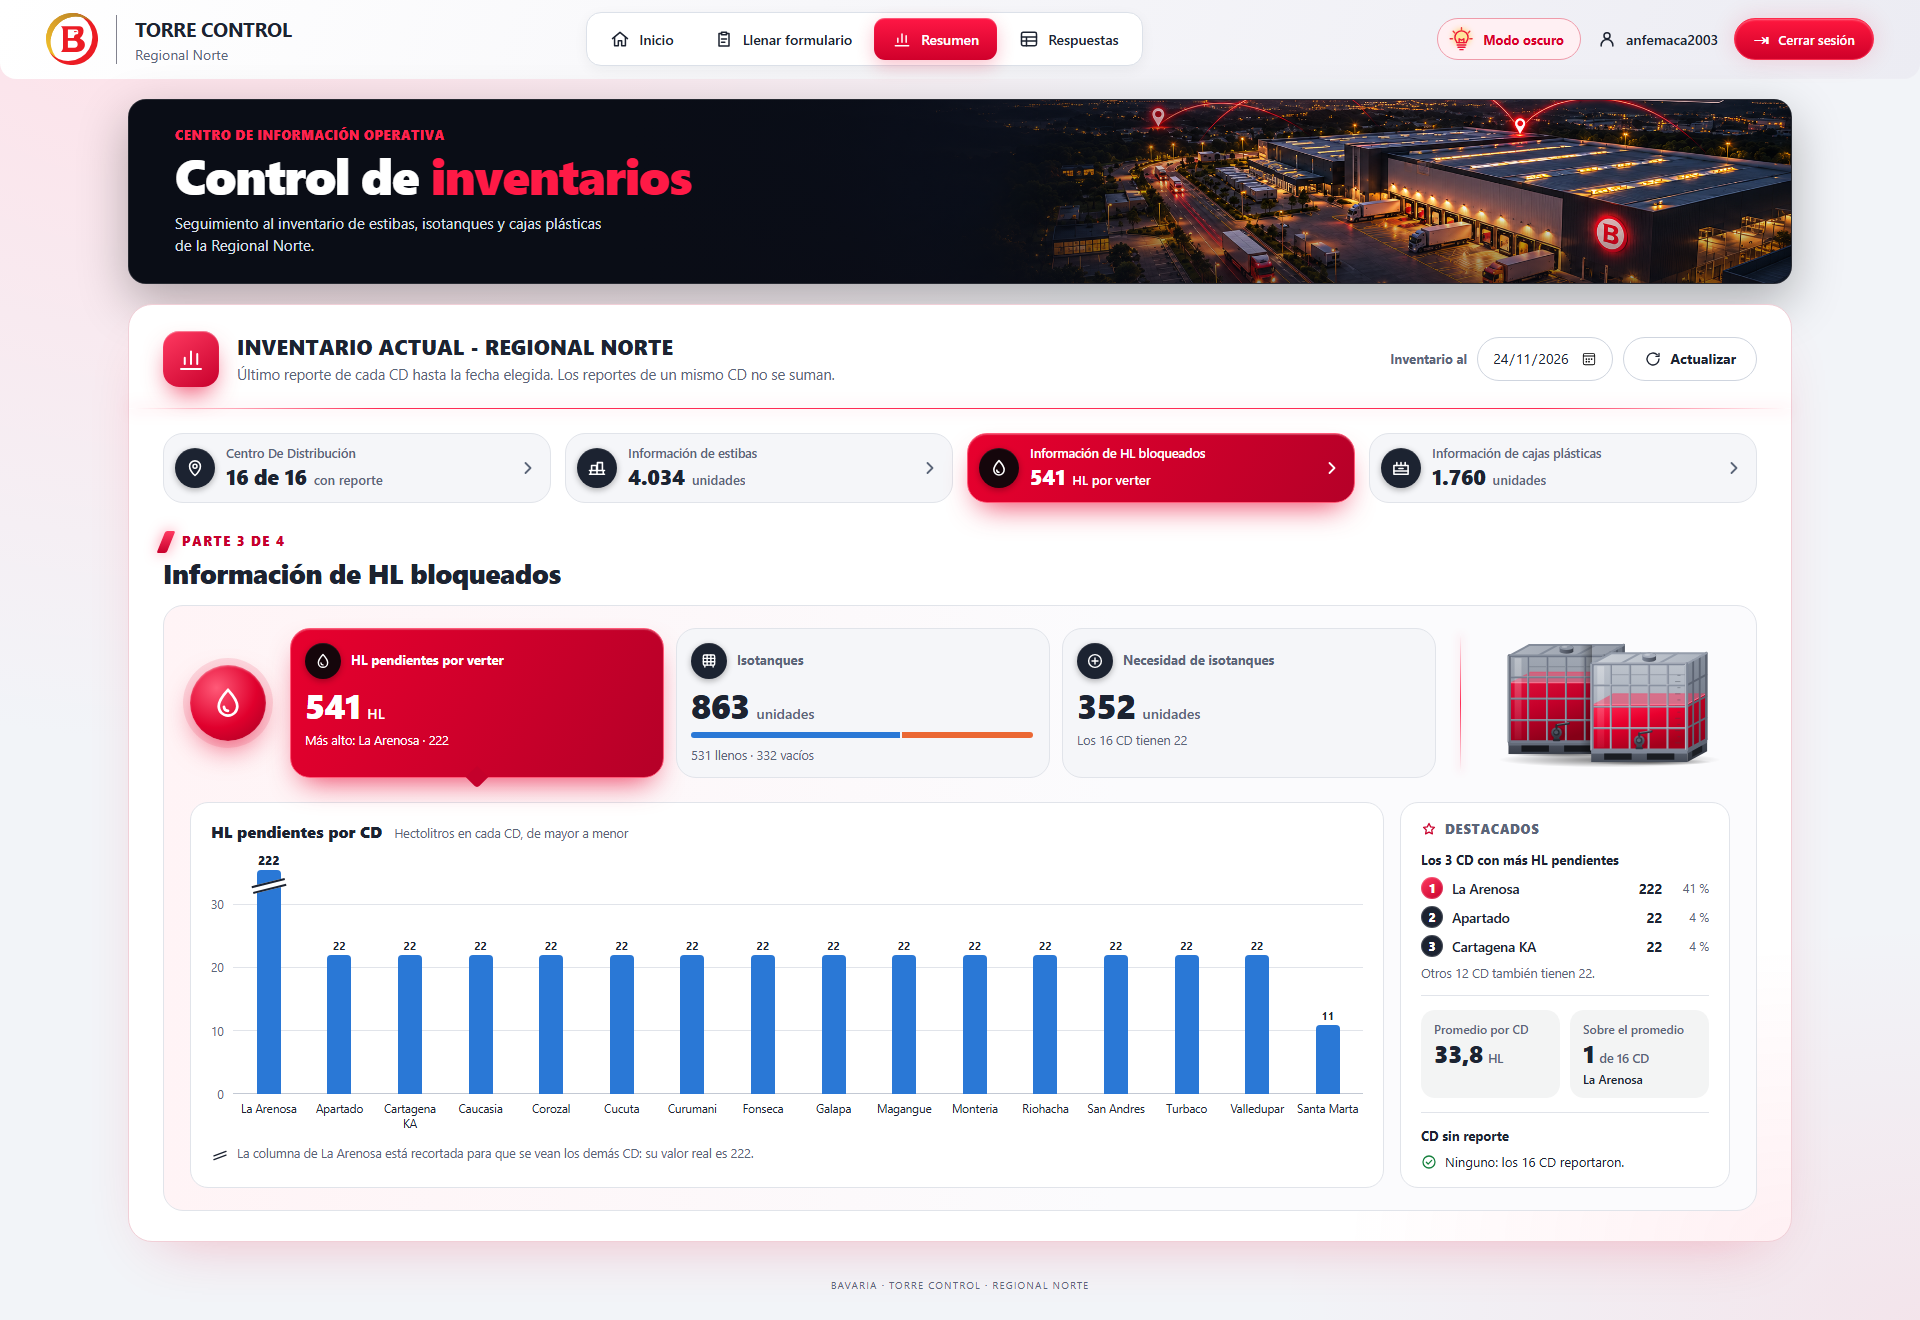 B
TORRE CONTROL
Regional Norte
Inicio
Llenar formulario
Resumen
Respuestas
Modo oscuro
anfemaca2003
Cerrar sesión
CENTRO DE INFORMACIÓN OPERATIVA
Control de inventarios
Seguimiento al inventario de estibas, isotanques y cajas plásticas
de la Regional Norte.
B
INVENTARIO ACTUAL - REGIONAL NORTE
Último reporte de cada CD hasta la fecha elegida. Los reportes de un mismo CD no se suman.
Inventario al
24/11/2026
Actualizar
Centro De Distribución
16 de 16 con reporte
Información de estibas
4.034 unidades
Información de HL bloqueados
541 HL por verter
Información de cajas plásticas
1.760 unidades
PARTE 3 DE 4
Información de HL bloqueados
HL pendientes por verter
541 HL
Más alto: La Arenosa · 222
Isotanques
863 unidades
531 llenos · 332 vacíos
Necesidad de isotanques
352 unidades
Los 16 CD tienen 22
HL pendientes por CD Hectolitros en cada CD, de mayor a menor
222
30
22 22 22 22 22 22 22 22 22 22 22 22 22 22
20
11
10
0
La Arenosa Apartado Cartagena KA Caucasia Corozal Cucuta Curumani Fonseca Galapa Magangue Monteria Riohacha San Andres Turbaco Valledupar Santa Marta
La columna de La Arenosa está recortada para que se vean los demás CD: su valor real es 222.
DESTACADOS
Los 3 CD con más HL pendientes
1 La Arenosa 222 41 %
2 Apartado 22 4 %
3 Cartagena KA 22 4 %
Otros 12 CD también tienen 22.
Promedio por CD
33,8 HL
Sobre el promedio
1 de 16 CD
La Arenosa
CD sin reporte
Ninguno: los 16 CD reportaron.
BAVARIA · TORRE CONTROL · REGIONAL NORTE